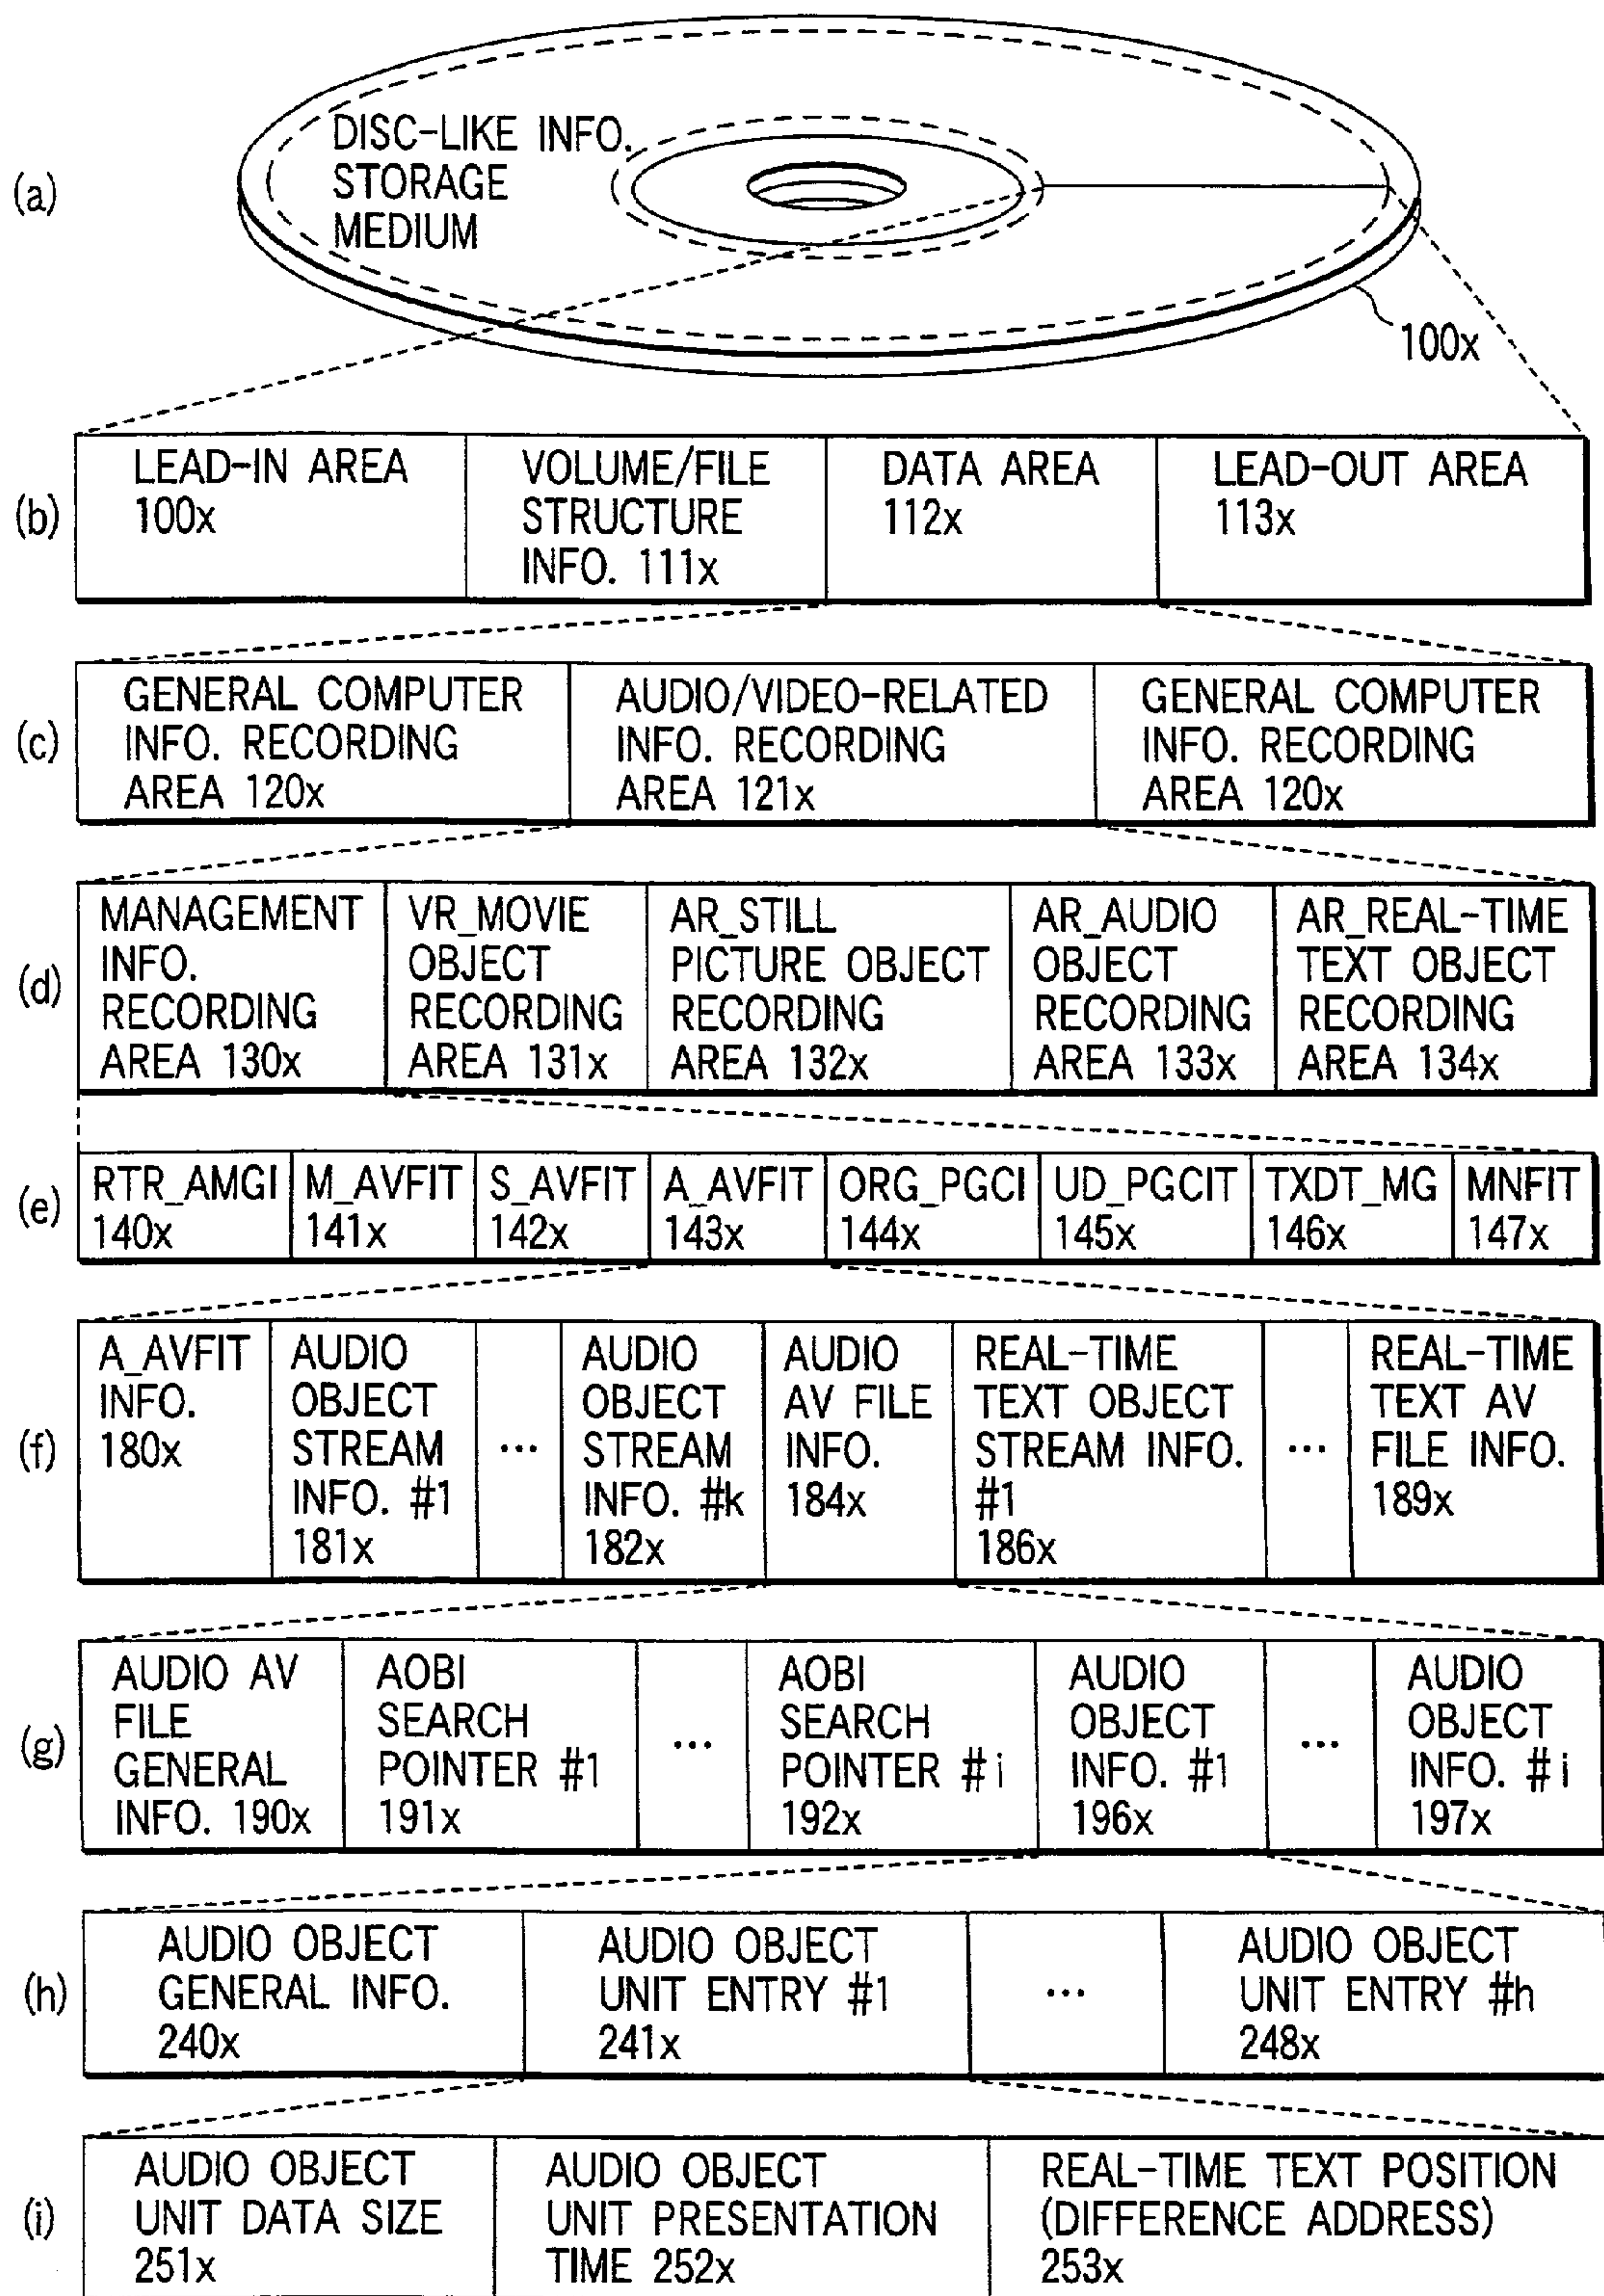 (a)
DISC-LIKE INFO.
STORAGE
MEDIUM
100x
(b)
LEAD-IN AREA
100x
VOLUME/FILE
STRUCTURE
INFO. 111x
DATA AREA
112x
LEAD-OUT AREA
113x
(c)
GENERAL COMPUTER
INFO. RECORDING
AREA 120x
AUDIO/VIDEO-RELATED
INFO. RECORDING
AREA 121x
GENERAL COMPUTER
INFO. RECORDING
AREA 120x
(d)
MANAGEMENT
INFO.
RECORDING
AREA 130x
VR_MOVIE
OBJECT
RECORDING
AREA 131x
AR_STILL
PICTURE OBJECT
RECORDING
AREA 132x
AR_AUDIO
OBJECT
RECORDING
AREA 133x
AR_REAL-TIME
TEXT OBJECT
RECORDING
AREA 134x
(e)
RTR_AMGI
140x
M_AVFIT
141x
S_AVFIT
142x
A_AVFIT
143x
ORG_PGCI
144x
UD_PGCIT
145x
TXDT_MG
146x
MNFIT
147x
(f)
A_AVFIT
INFO.
180x
AUDIO
OBJECT
STREAM
INFO. #1
181x
...
AUDIO
OBJECT
STREAM
INFO. #k
182x
AUDIO
AV FILE
INFO.
184x
REAL-TIME
TEXT OBJECT
STREAM INFO.
#1
186x
...
REAL-TIME
TEXT AV
FILE INFO.
189x
(g)
AUDIO AV
FILE
GENERAL
INFO. 190x
AOBI
SEARCH
POINTER #1
191x
...
AOBI
SEARCH
POINTER #i
192x
AUDIO
OBJECT
INFO. #1
196x
...
AUDIO
OBJECT
INFO. #i
197x
(h)
AUDIO OBJECT
GENERAL INFO.
240x
AUDIO OBJECT
UNIT ENTRY #1
241x
...
AUDIO OBJECT
UNIT ENTRY #h
248x
(i)
AUDIO OBJECT
UNIT DATA SIZE
251x
AUDIO OBJECT
UNIT PRESENTATION
TIME 252x
REAL-TIME TEXT POSITION
(DIFFERENCE ADDRESS)
253x